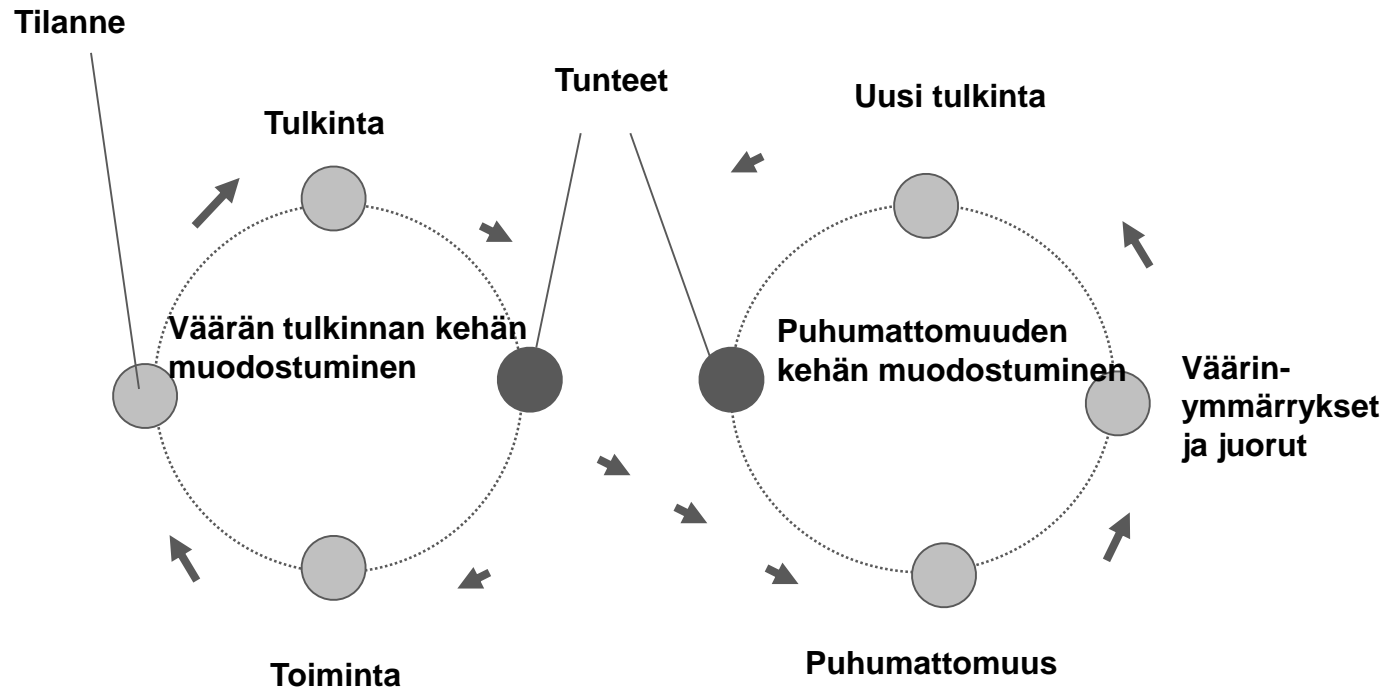 Tilanne
Tunteet
Uusi tulkinta
Tulkinta
Väärän tulkinnan kehän
muodostuminen
Puhumattomuuden
kehän muodostuminen
Väärin-
ymmärrykset
ja juorut
Toiminta
Puhumattomuus